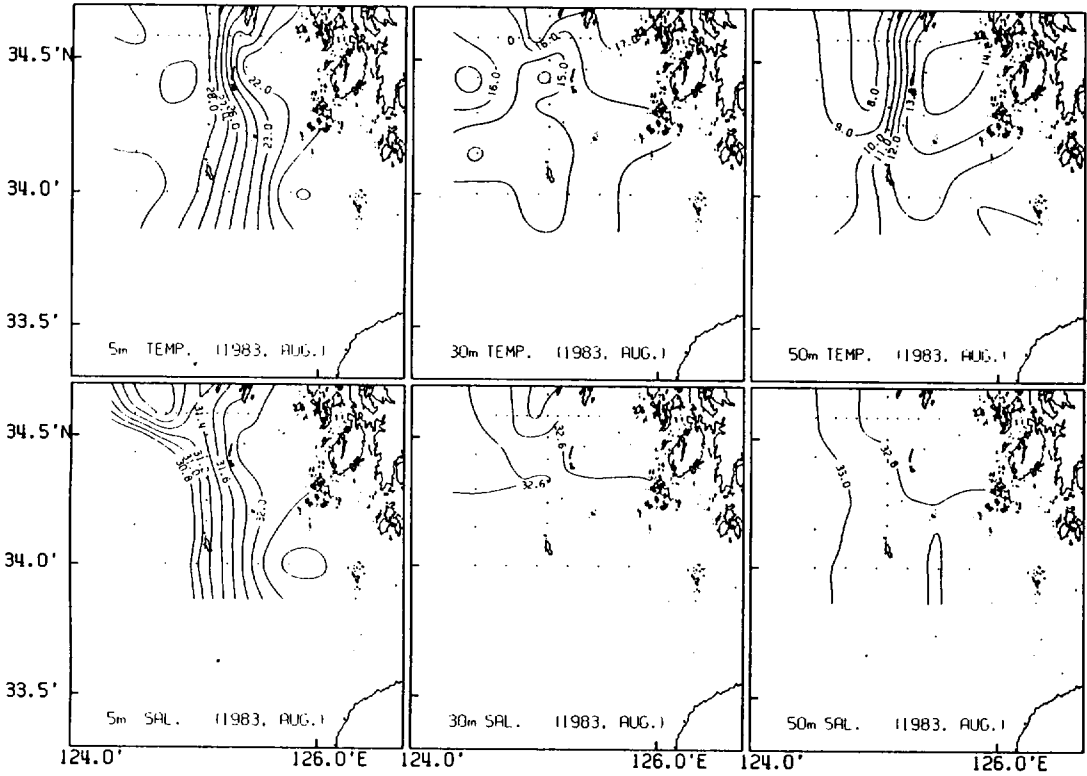 34.5'N
34.0'
33.5'
22.0
23.0
5m TEMP. (1983. AUG.)
0
16.0
17.0
16.0
15.0
30m TEMP. (1983. AUG.)
8.0
9.0
10.0
11.0
12.0
50m TEMP. (1983. AUG.)
34.5'N
34.0'
33.5'
31.4
31.6
30.8
32.0
5m SAL. (1983. AUG.)
32.6
32.6
30m SAL. (1983. AUG.)
33.0
32.8
50m SAL. (1983. AUG.)
124.0'
126.0'E
124.0'
126.0'E
124.0'
126.0'E